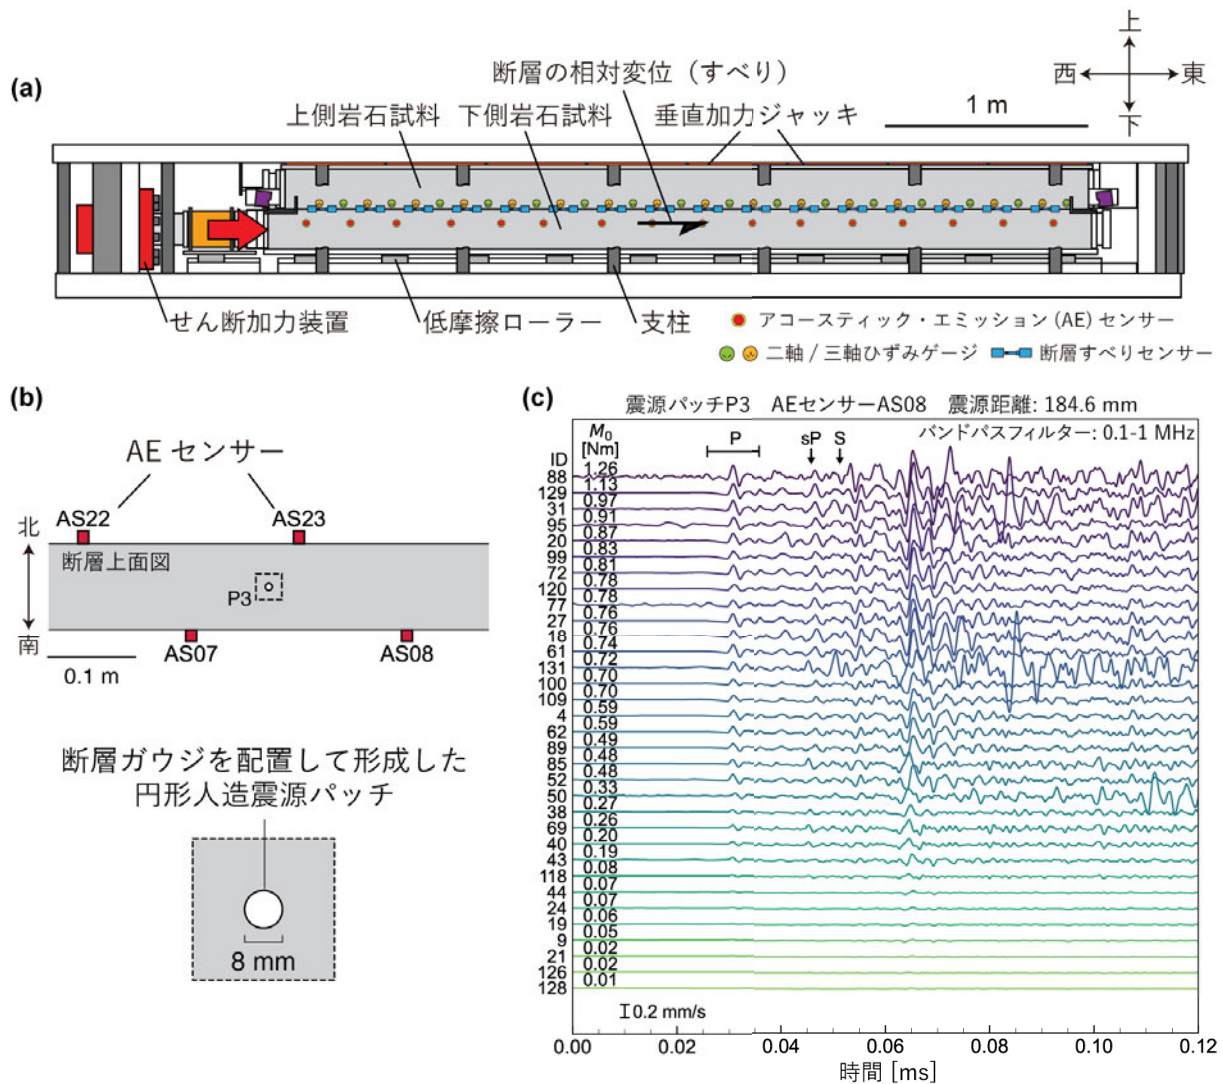 (a)
上
西
東
下
断層の相対変位（すべり）
1 m
上側岩石試料
下側岩石試料
垂直加力ジャッキ
せん断加力装置
低摩擦ローラー
支柱
アコースティック・エミッション (AE) センサー
二軸 / 三軸ひずみゲージ
断層すべりセンサー
(b)
AE センサー
AS22
AS23
北
断層上面図
P3
南
AS07
AS08
0.1 m
断層ガウジを配置して形成した
円形人造震源パッチ
8 mm
(c)
震源パッチP3 AEセンサーAS08 震源距離: 184.6 mm
バンドパスフィルター: 0.1-1 MHz
M0
[Nm]
P
sP
S
ID
88 1.26
129 1.13
31 0.97
95 0.91
20 0.87
99 0.83
72 0.81
120 0.78
77 0.78
27 0.76
18 0.76
61 0.74
131 0.72
100 0.70
109 0.70
4 0.59
62 0.59
89 0.49
85 0.48
52 0.48
50 0.33
38 0.27
69 0.26
40 0.20
43 0.19
118 0.08
44 0.07
24 0.07
19 0.06
9 0.05
21 0.02
126 0.02
128 0.01
0.2 mm/s
0.00 0.02 0.04 0.06 0.08 0.10 0.12
時間 [ms]